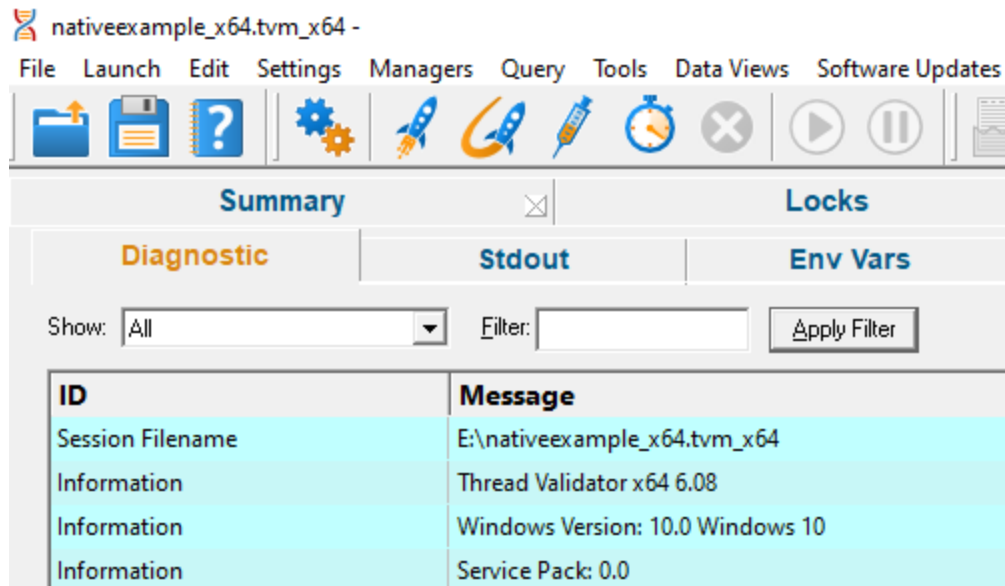 nativeexample_x64.tvm_x64 -
File Launch Edit Settings Managers Query Tools Data Views Software Updates
?
Summary Locks
Diagnostic Stdout Env Vars
Show: All Filter: Apply Filter
ID Message
Session Filename E:\nativeexample_x64.tvm_x64
Information Thread Validator x64 6.08
Information Windows Version: 10.0 Windows 10
Information Service Pack: 0.0